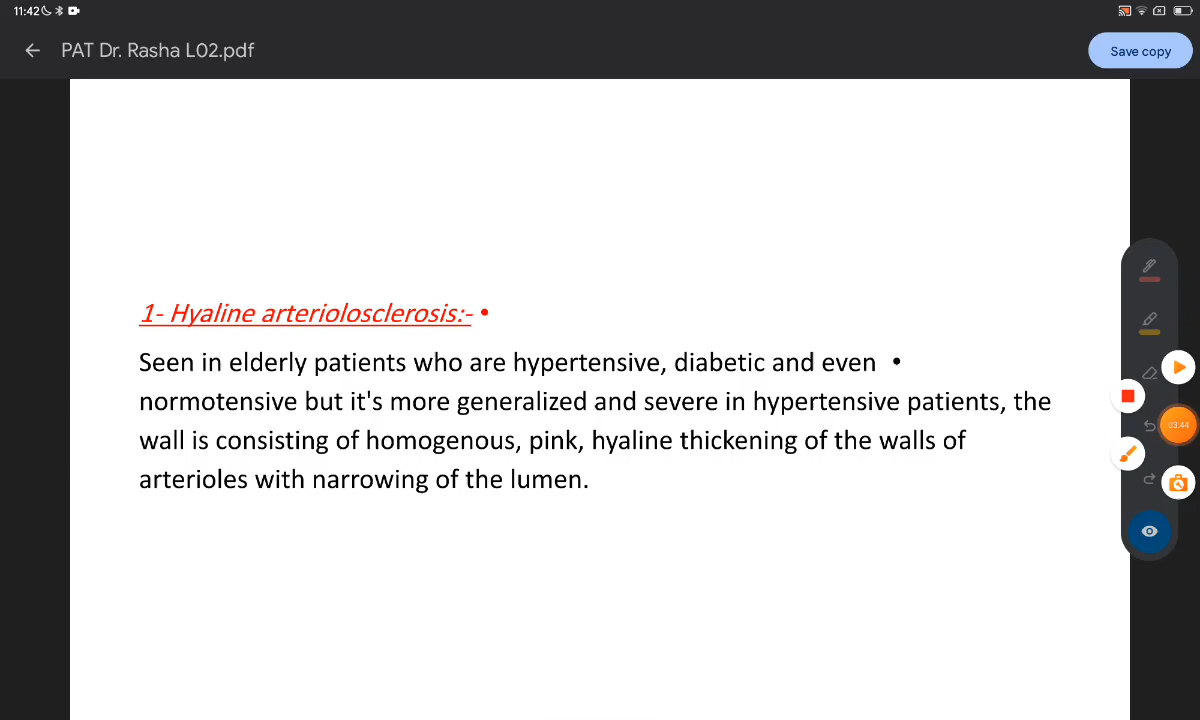 11:42
PAT Dr. Rasha L02.pdf
Save copy
1- Hyaline arteriolosclerosis:- •
Seen in elderly patients who are hypertensive, diabetic and even •
normotensive but it's more generalized and severe in hypertensive patients, the
wall is consisting of homogenous, pink, hyaline thickening of the walls of
arterioles with narrowing of the lumen.
03:44